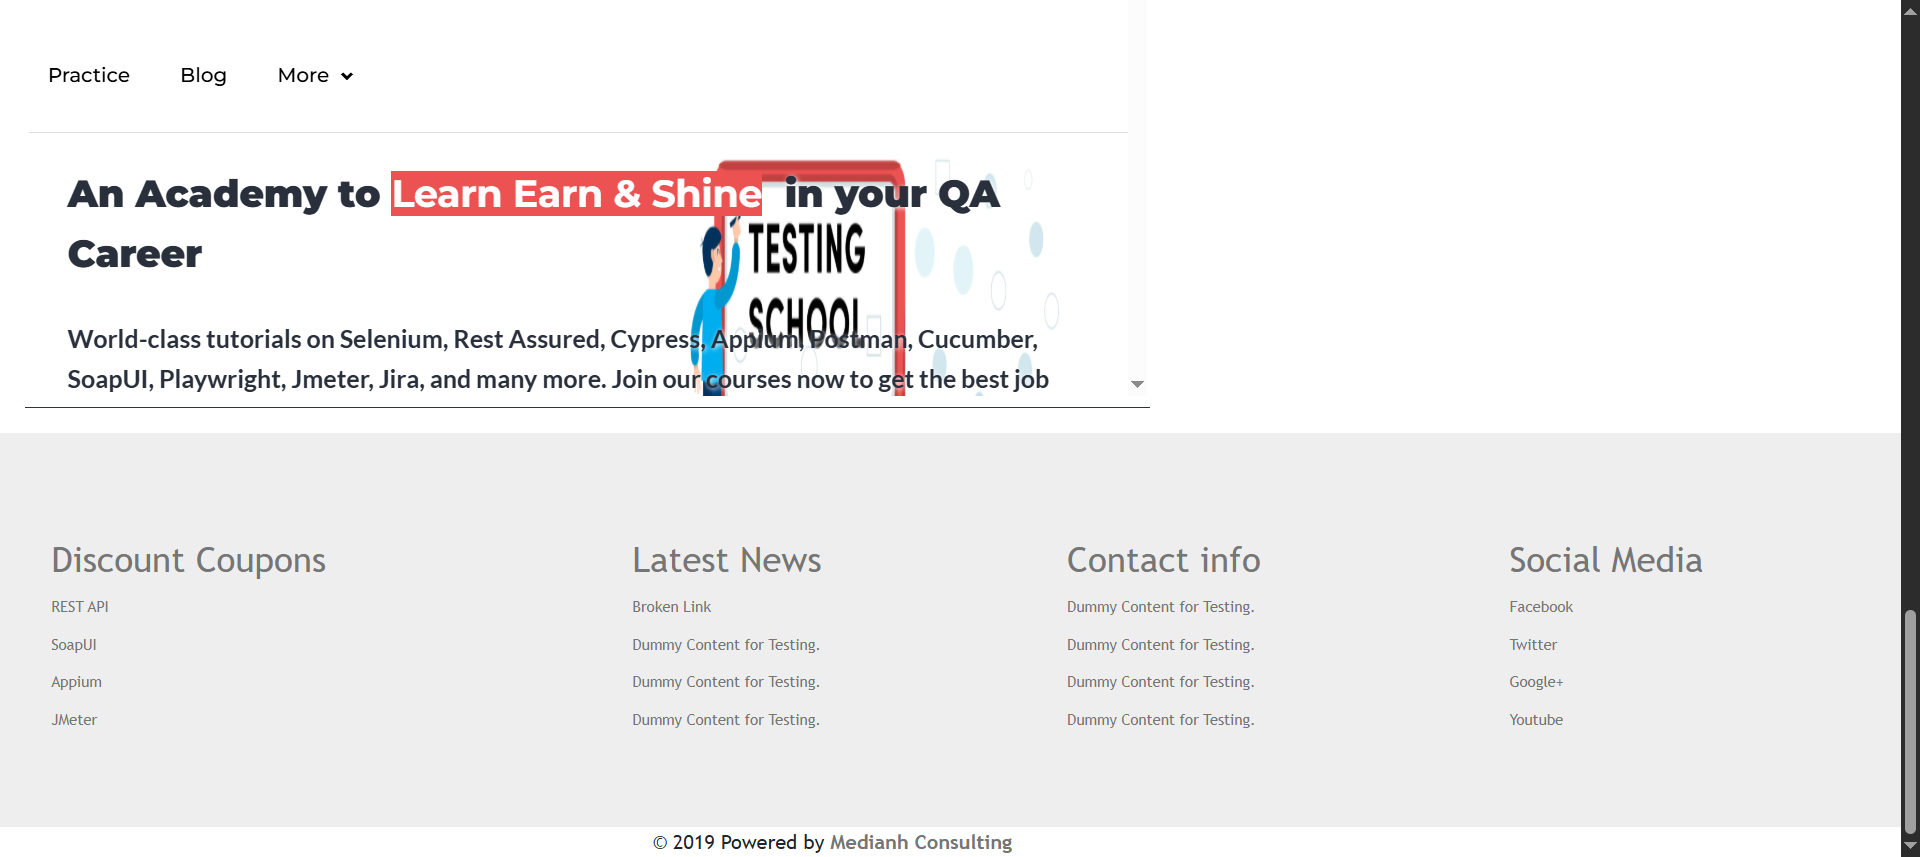 Practice Blog More
An Academy to Learn Earn & Shine in your QA
Career
TESTING
SCHOOL
World-class tutorials on Selenium, Rest Assured, Cypress, Appium, Postman, Cucumber,
SoapUI, Playwright, Jmeter, Jira, and many more. Join our courses now to get the best job
Discount Coupons Latest News Contact info Social Media
REST API Broken Link Dummy Content for Testing. Facebook
SoapUI Dummy Content for Testing. Dummy Content for Testing. Twitter
Appium Dummy Content for Testing. Dummy Content for Testing. Google+
JMeter Dummy Content for Testing. Dummy Content for Testing. Youtube
© 2019 Powered by Medianh Consulting